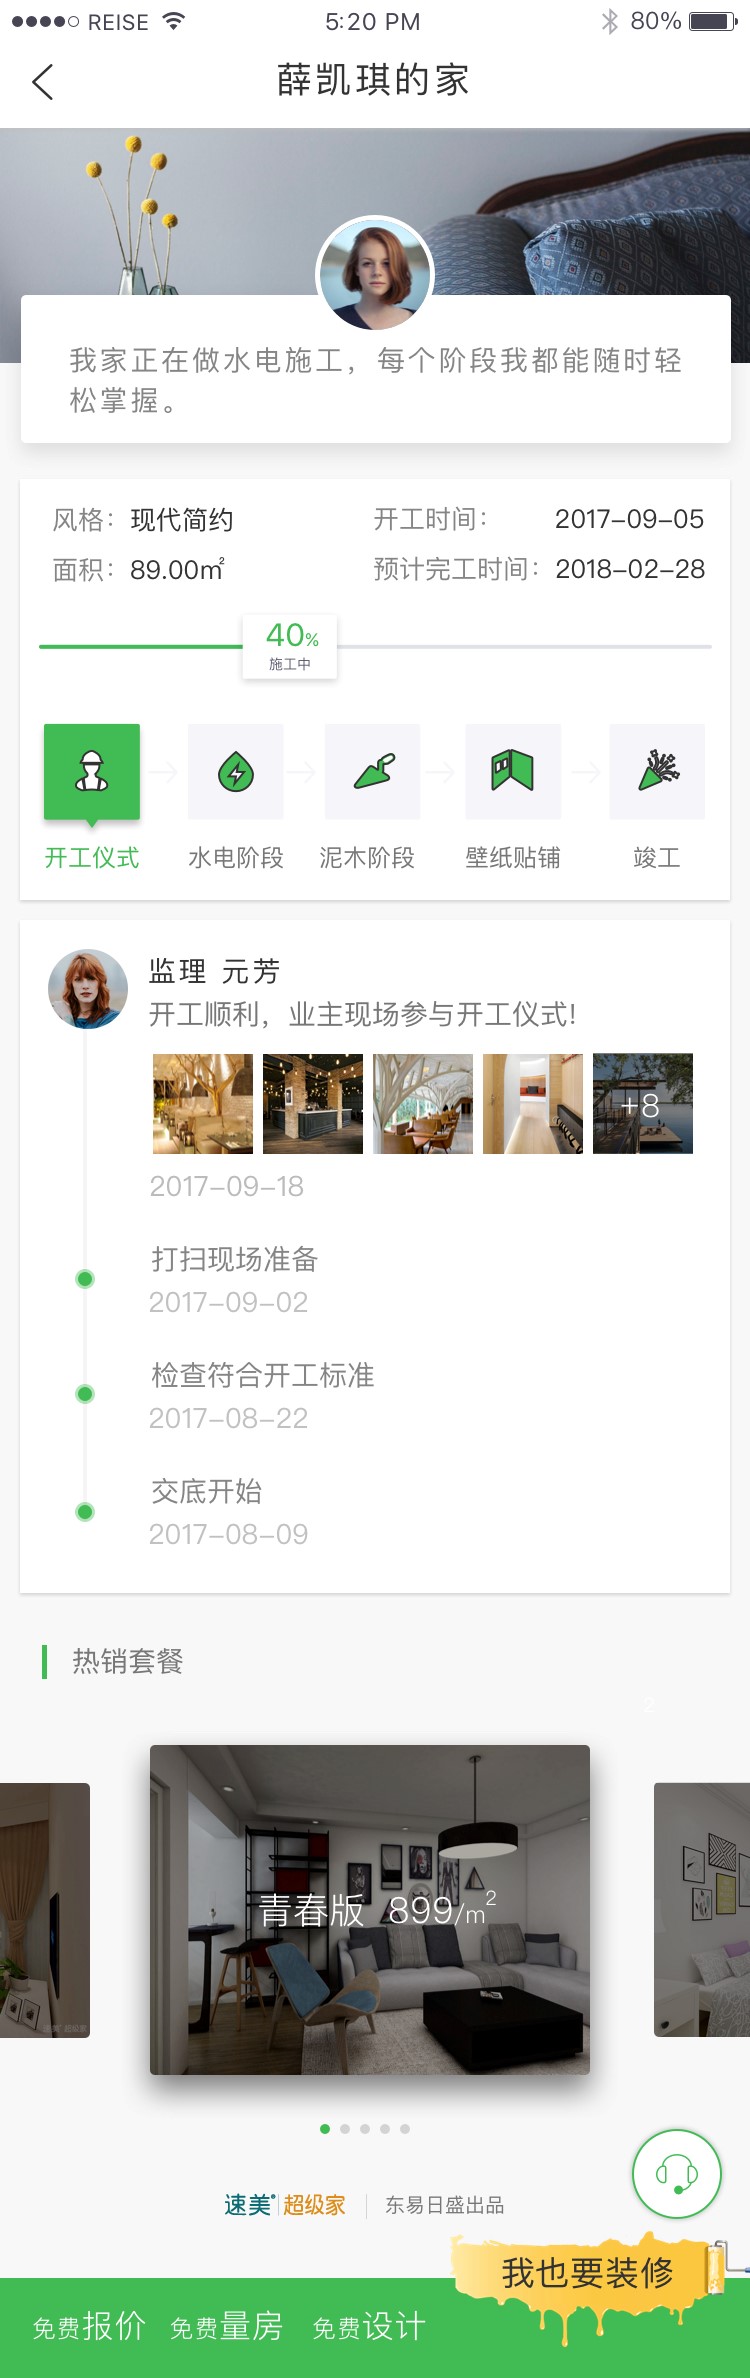 REISE 5:20 PM 80%
薛凯琪的家
我家正在做水电施工，每个阶段我都能随时轻
松掌握。
风格：现代简约 开工时间： 2017-09-05
面积：89.00㎡ 预计完工时间：2018-02-28
40%
施工中
开工仪式 水电阶段 泥木阶段 壁纸贴铺 竣工
监理 元芳
开工顺利，业主现场参与开工仪式!
+8
2017-09-18
打扫现场准备
2017-09-02
检查符合开工标准
2017-08-22
交底开始
2017-08-09
热销套餐
2
青春版 899/m²
速美 超级家
速美 超级家 东易日盛出品
我也要装修
免费报价 免费量房 免费设计